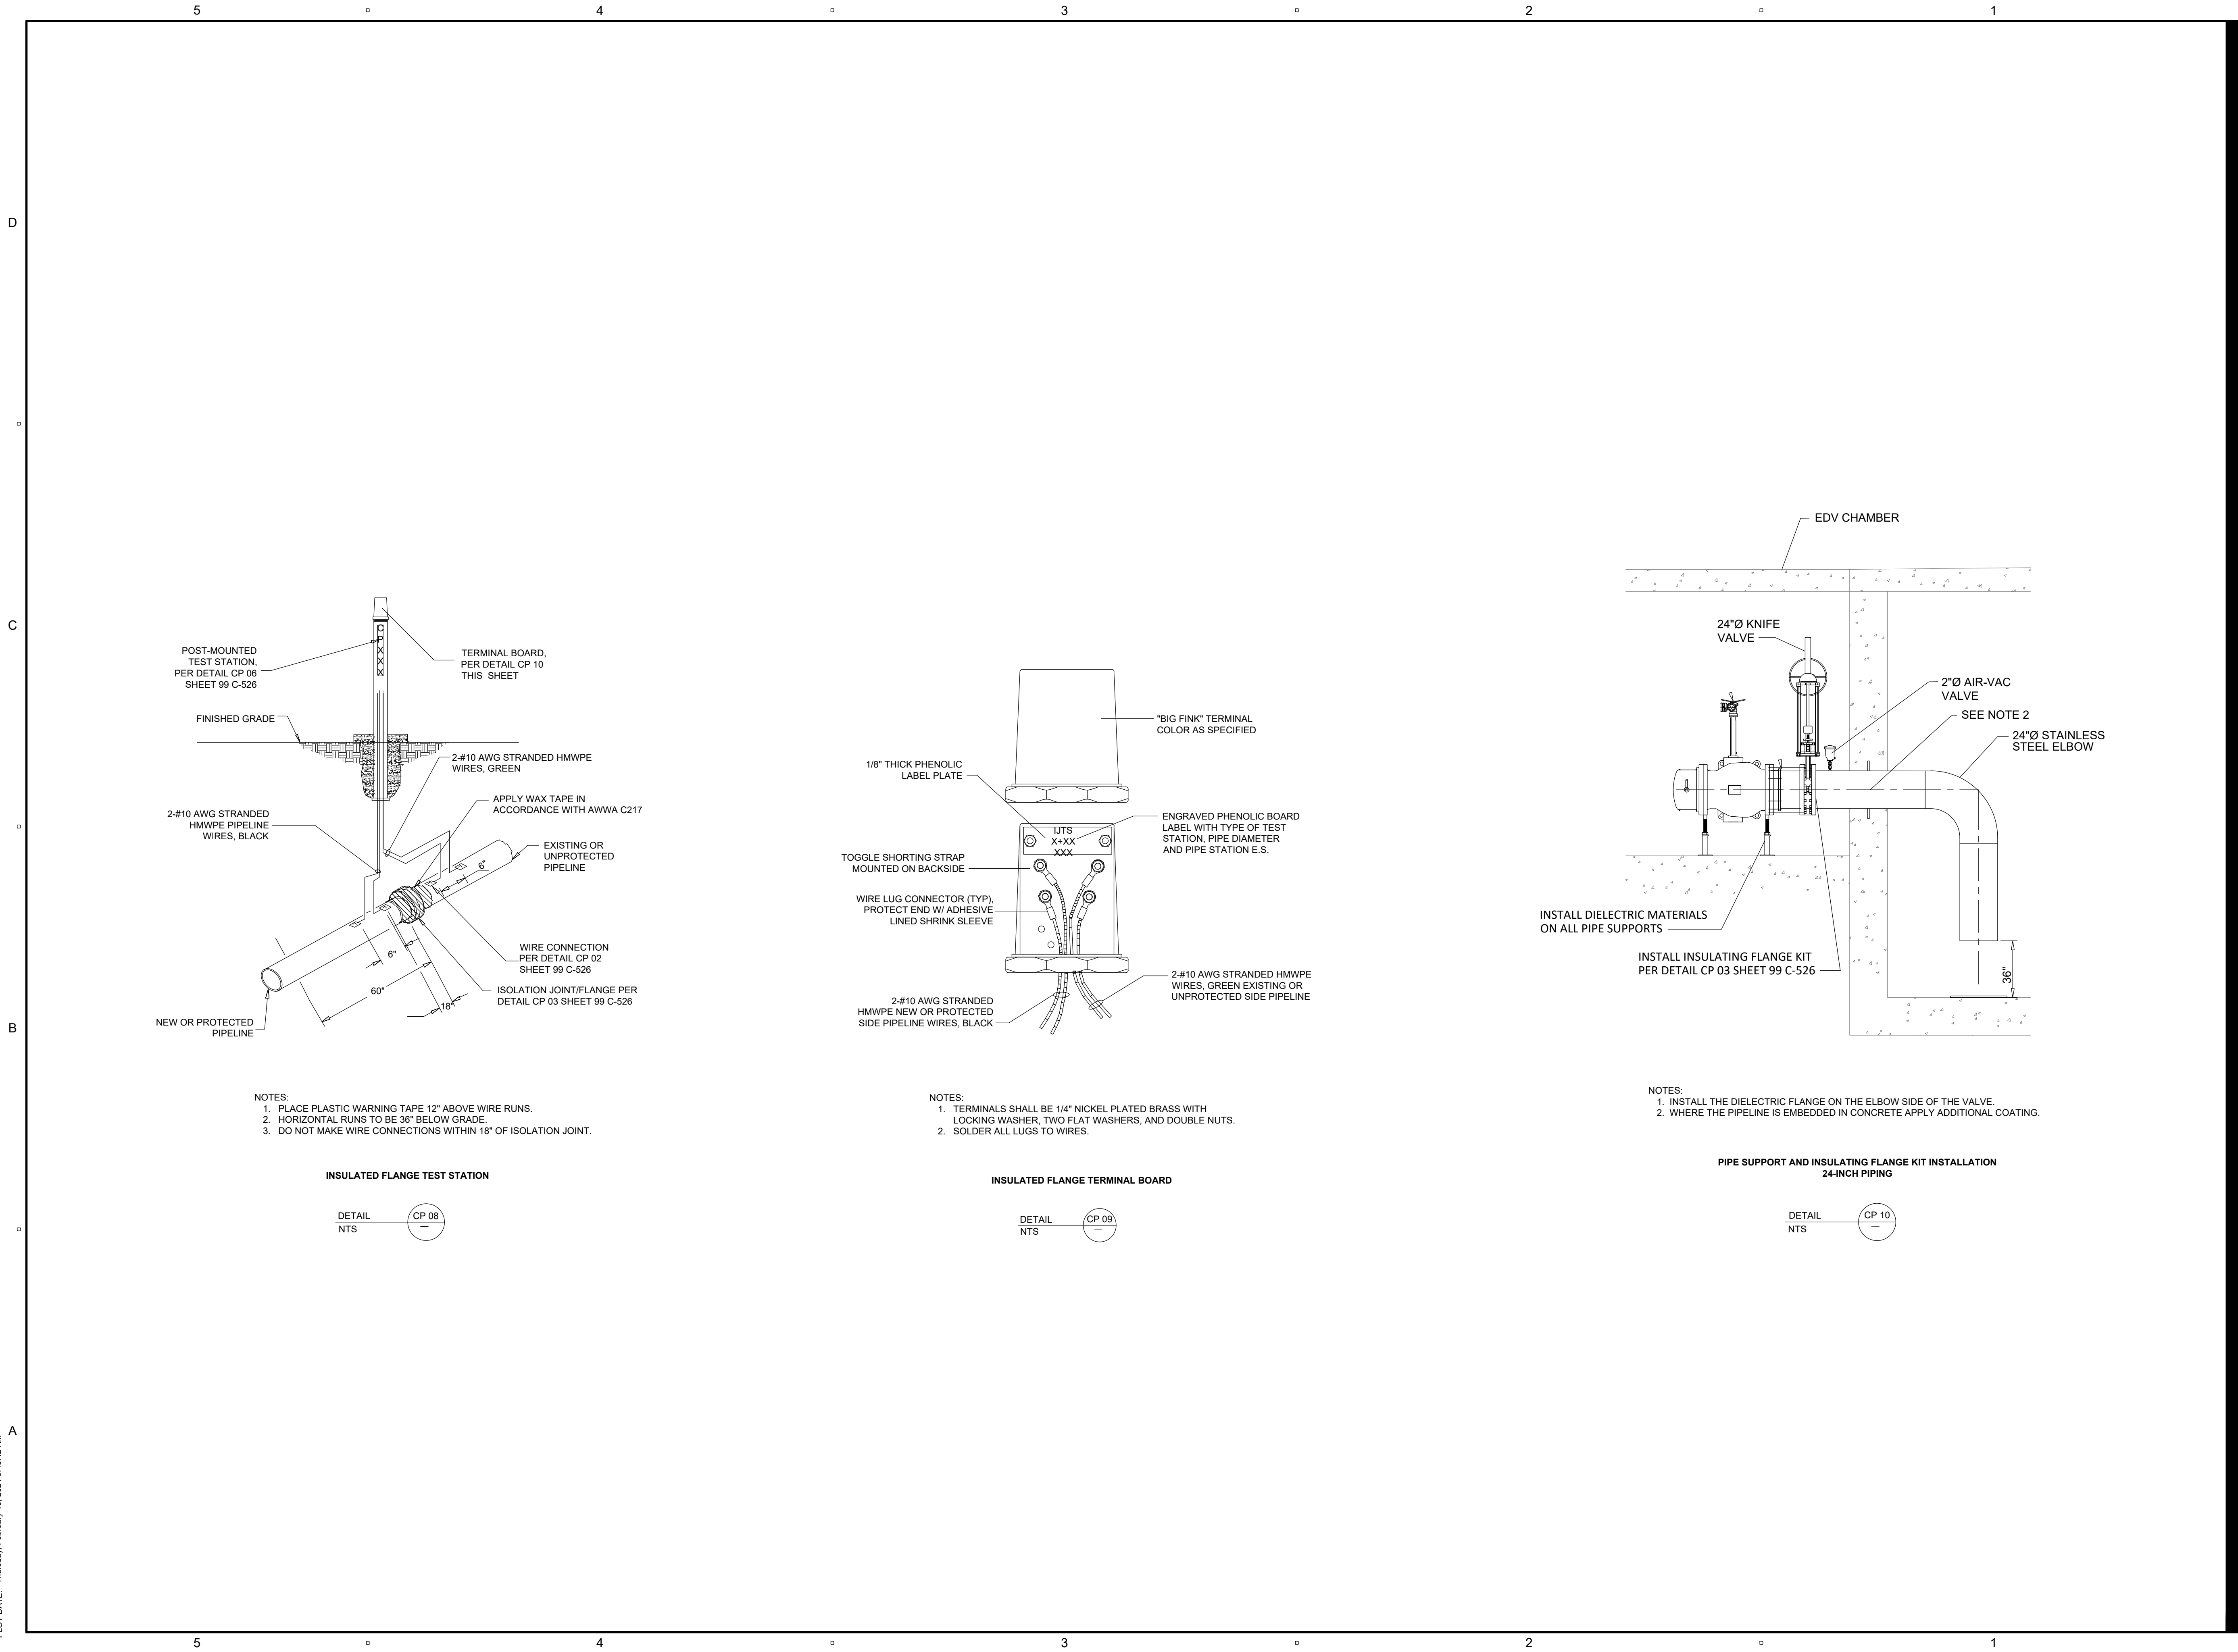 5 4 3 2 1
D
C
B
A
C
P
X
X
X
POST-MOUNTED
TEST STATION,
PER DETAIL CP 06
SHEET 99 C-526
TERMINAL BOARD,
PER DETAIL CP 10
THIS SHEET
FINISHED GRADE
2-#10 AWG STRANDED HMWPE
WIRES, GREEN
APPLY WAX TAPE IN
ACCORDANCE WITH AWWA C217
2-#10 AWG STRANDED
HMWPE PIPELINE
WIRES, BLACK
EXISTING OR
UNPROTECTED
PIPELINE
6"
6"
60"
18"
WIRE CONNECTION
PER DETAIL CP 02
SHEET 99 C-526
ISOLATION JOINT/FLANGE PER
DETAIL CP 03 SHEET 99 C-526
NEW OR PROTECTED
PIPELINE
NOTES:
1. PLACE PLASTIC WARNING TAPE 12" ABOVE WIRE RUNS.
2. HORIZONTAL RUNS TO BE 36" BELOW GRADE.
3. DO NOT MAKE WIRE CONNECTIONS WITHIN 18" OF ISOLATION JOINT.
INSULATED FLANGE TEST STATION
DETAIL CP 08
NTS —
"BIG FINK" TERMINAL
COLOR AS SPECIFIED
1/8" THICK PHENOLIC
LABEL PLATE
IJTS
X+XX
XXX
ENGRAVED PHENOLIC BOARD
LABEL WITH TYPE OF TEST
STATION, PIPE DIAMETER
AND PIPE STATION E.S.
TOGGLE SHORTING STRAP
MOUNTED ON BACKSIDE
WIRE LUG CONNECTOR (TYP),
PROTECT END W/ ADHESIVE
LINED SHRINK SLEEVE
2-#10 AWG STRANDED HMWPE
WIRES, GREEN EXISTING OR
UNPROTECTED SIDE PIPELINE
2-#10 AWG STRANDED
HMWPE NEW OR PROTECTED
SIDE PIPELINE WIRES, BLACK
NOTES:
1. TERMINALS SHALL BE 1/4" NICKEL PLATED BRASS WITH
LOCKING WASHER, TWO FLAT WASHERS, AND DOUBLE NUTS.
2. SOLDER ALL LUGS TO WIRES.
INSULATED FLANGE TERMINAL BOARD
DETAIL CP 09
NTS —
EDV CHAMBER
24"Ø KNIFE
VALVE
2"Ø AIR-VAC
VALVE
SEE NOTE 2
24"Ø STAINLESS
STEEL ELBOW
INSTALL DIELECTRIC MATERIALS
ON ALL PIPE SUPPORTS
INSTALL INSULATING FLANGE KIT
PER DETAIL CP 03 SHEET 99 C-526
36"
NOTES:
1. INSTALL THE DIELECTRIC FLANGE ON THE ELBOW SIDE OF THE VALVE.
2. WHERE THE PIPELINE IS EMBEDDED IN CONCRETE APPLY ADDITIONAL COATING.
PIPE SUPPORT AND INSULATING FLANGE KIT INSTALLATION
24-INCH PIPING
DETAIL CP 10
NTS —
5 4 3 2 1